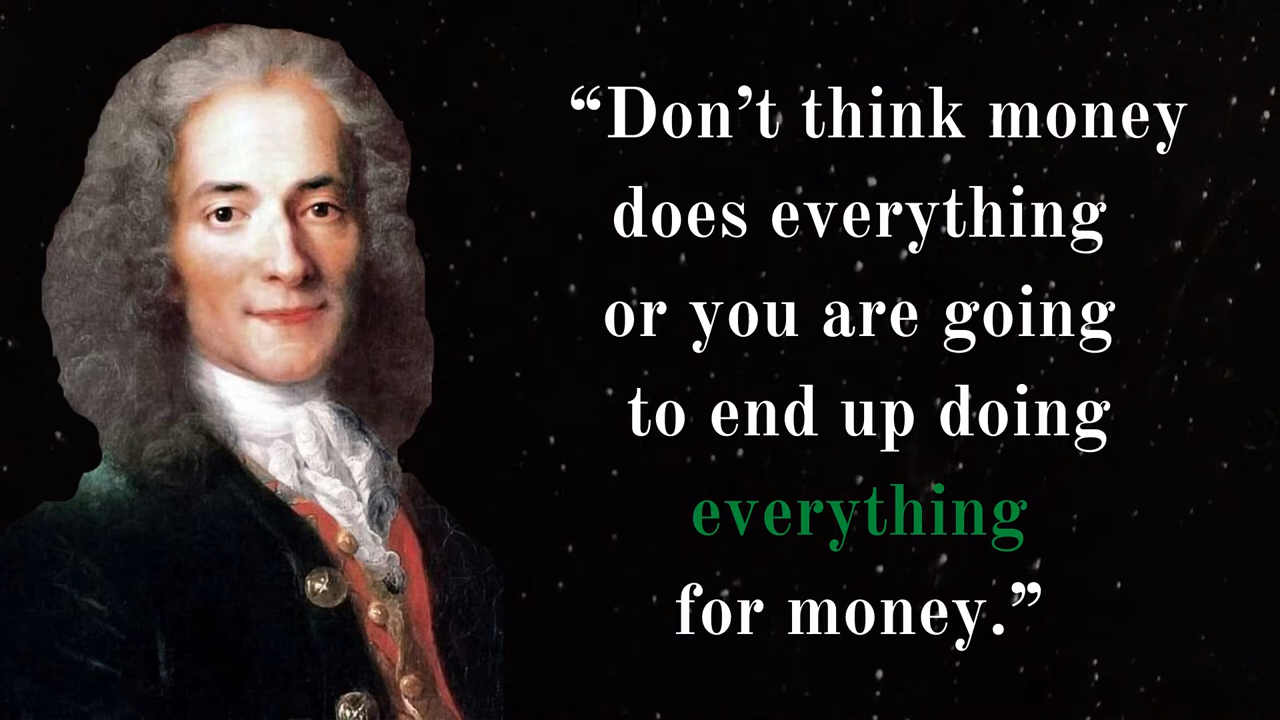 “Don’t think money
does everything
or you are going
to end up doing
everything
for money.”